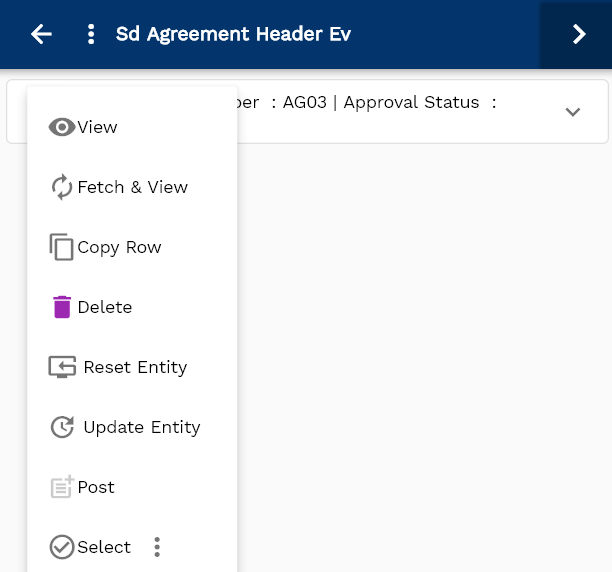 Sd Agreement Header Ev
: AG03 | Approval Status :
View
Fetch & View
Copy Row
Delete
Reset Entity
Update Entity
Post
Select